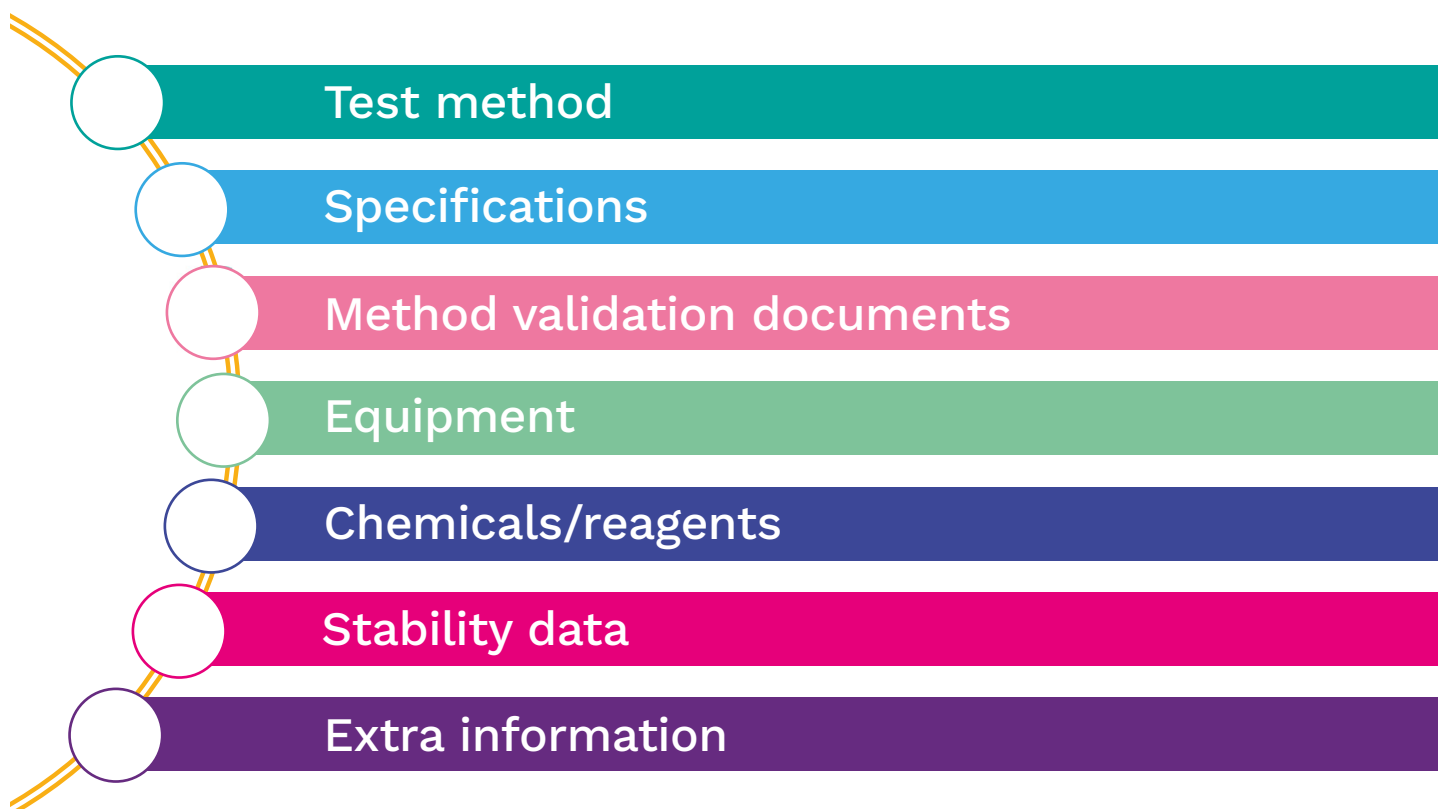 Test method
Specifications
Method validation documents
Equipment
Chemicals/reagents
Stability data
Extra information